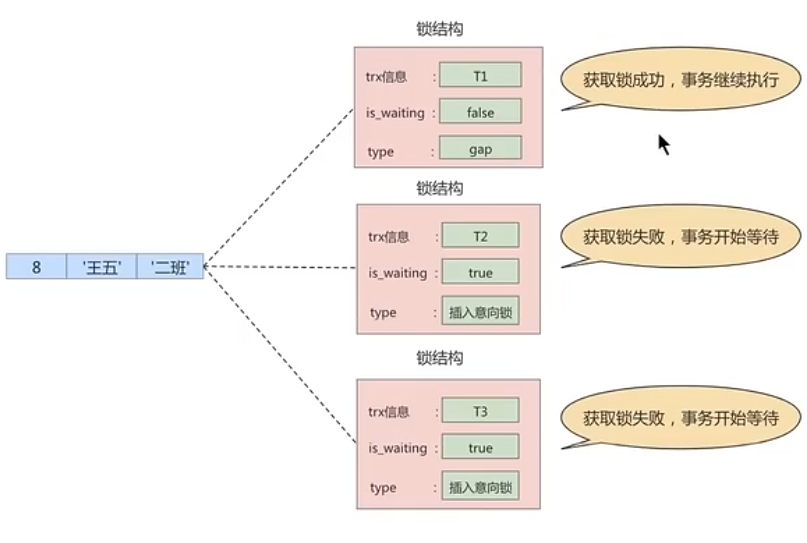 锁结构
trx信息 : T1
is_waiting : false
type : gap
获取锁成功，事务继续执行
锁结构
trx信息 : T2
is_waiting : true
type : 插入意向锁
获取锁失败，事务开始等待
8 '王五' '二班'
锁结构
trx信息 : T3
is_waiting : true
type : 插入意向锁
获取锁失败，事务开始等待